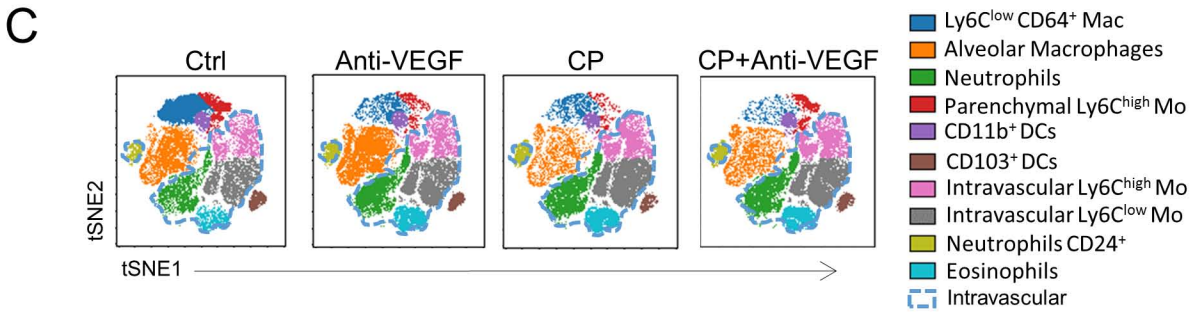 C
Ctrl
Anti-VEGF
CP
CP+Anti-VEGF
tSNE2
tSNE1
Ly6Clow CD64+ Mac
Alveolar Macrophages
Neutrophils
Parenchymal Ly6Chigh Mo
CD11b+ DCs
CD103+ DCs
Intravascular Ly6Chigh Mo
Intravascular Ly6Clow Mo
Neutrophils CD24+
Eosinophils
Intravascular